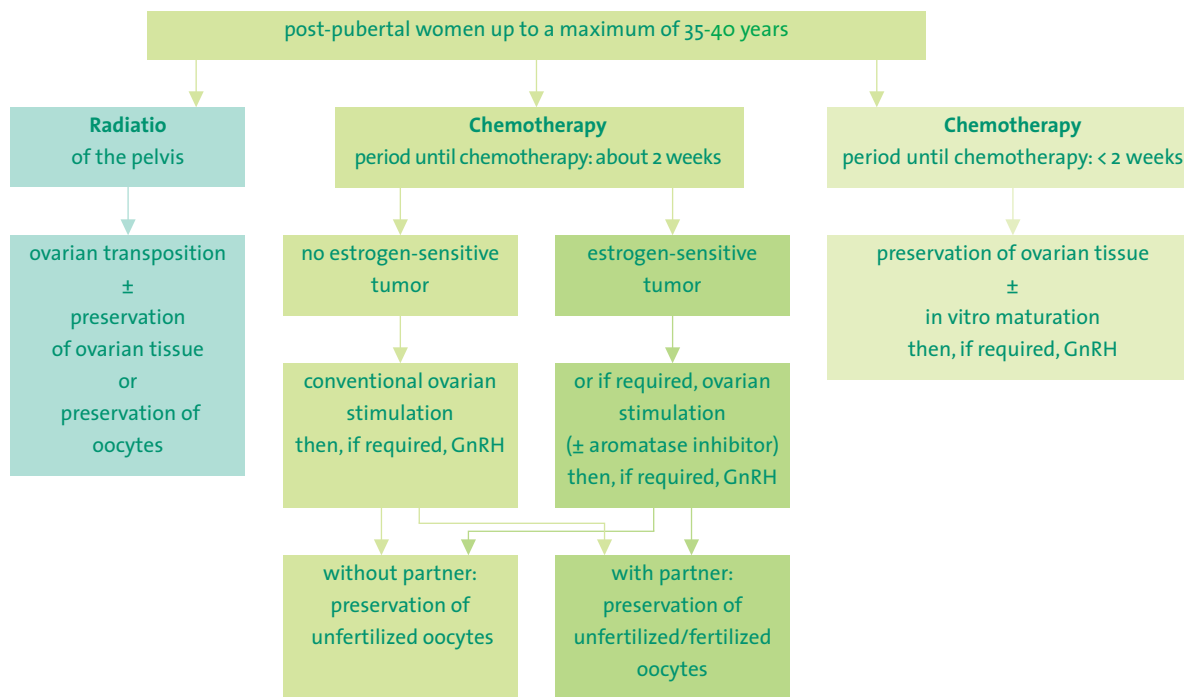 post-pubertal women up to a maximum of 35-40 years
Radiatio
of the pelvis
Chemotherapy
period until chemotherapy: about 2 weeks
Chemotherapy
period until chemotherapy: < 2 weeks
ovarian transposition
±
preservation
of ovarian tissue
or
preservation of
oocytes
no estrogen-sensitive
tumor
estrogen-sensitive
tumor
preservation of ovarian tissue
±
in vitro maturation
then, if required, GnRH
conventional ovarian
stimulation
then, if required, GnRH
or if required, ovarian
stimulation
(± aromatase inhibitor)
then, if required, GnRH
without partner:
preservation of
unfertilized oocytes
with partner:
preservation of
unfertilized/fertilized
oocytes